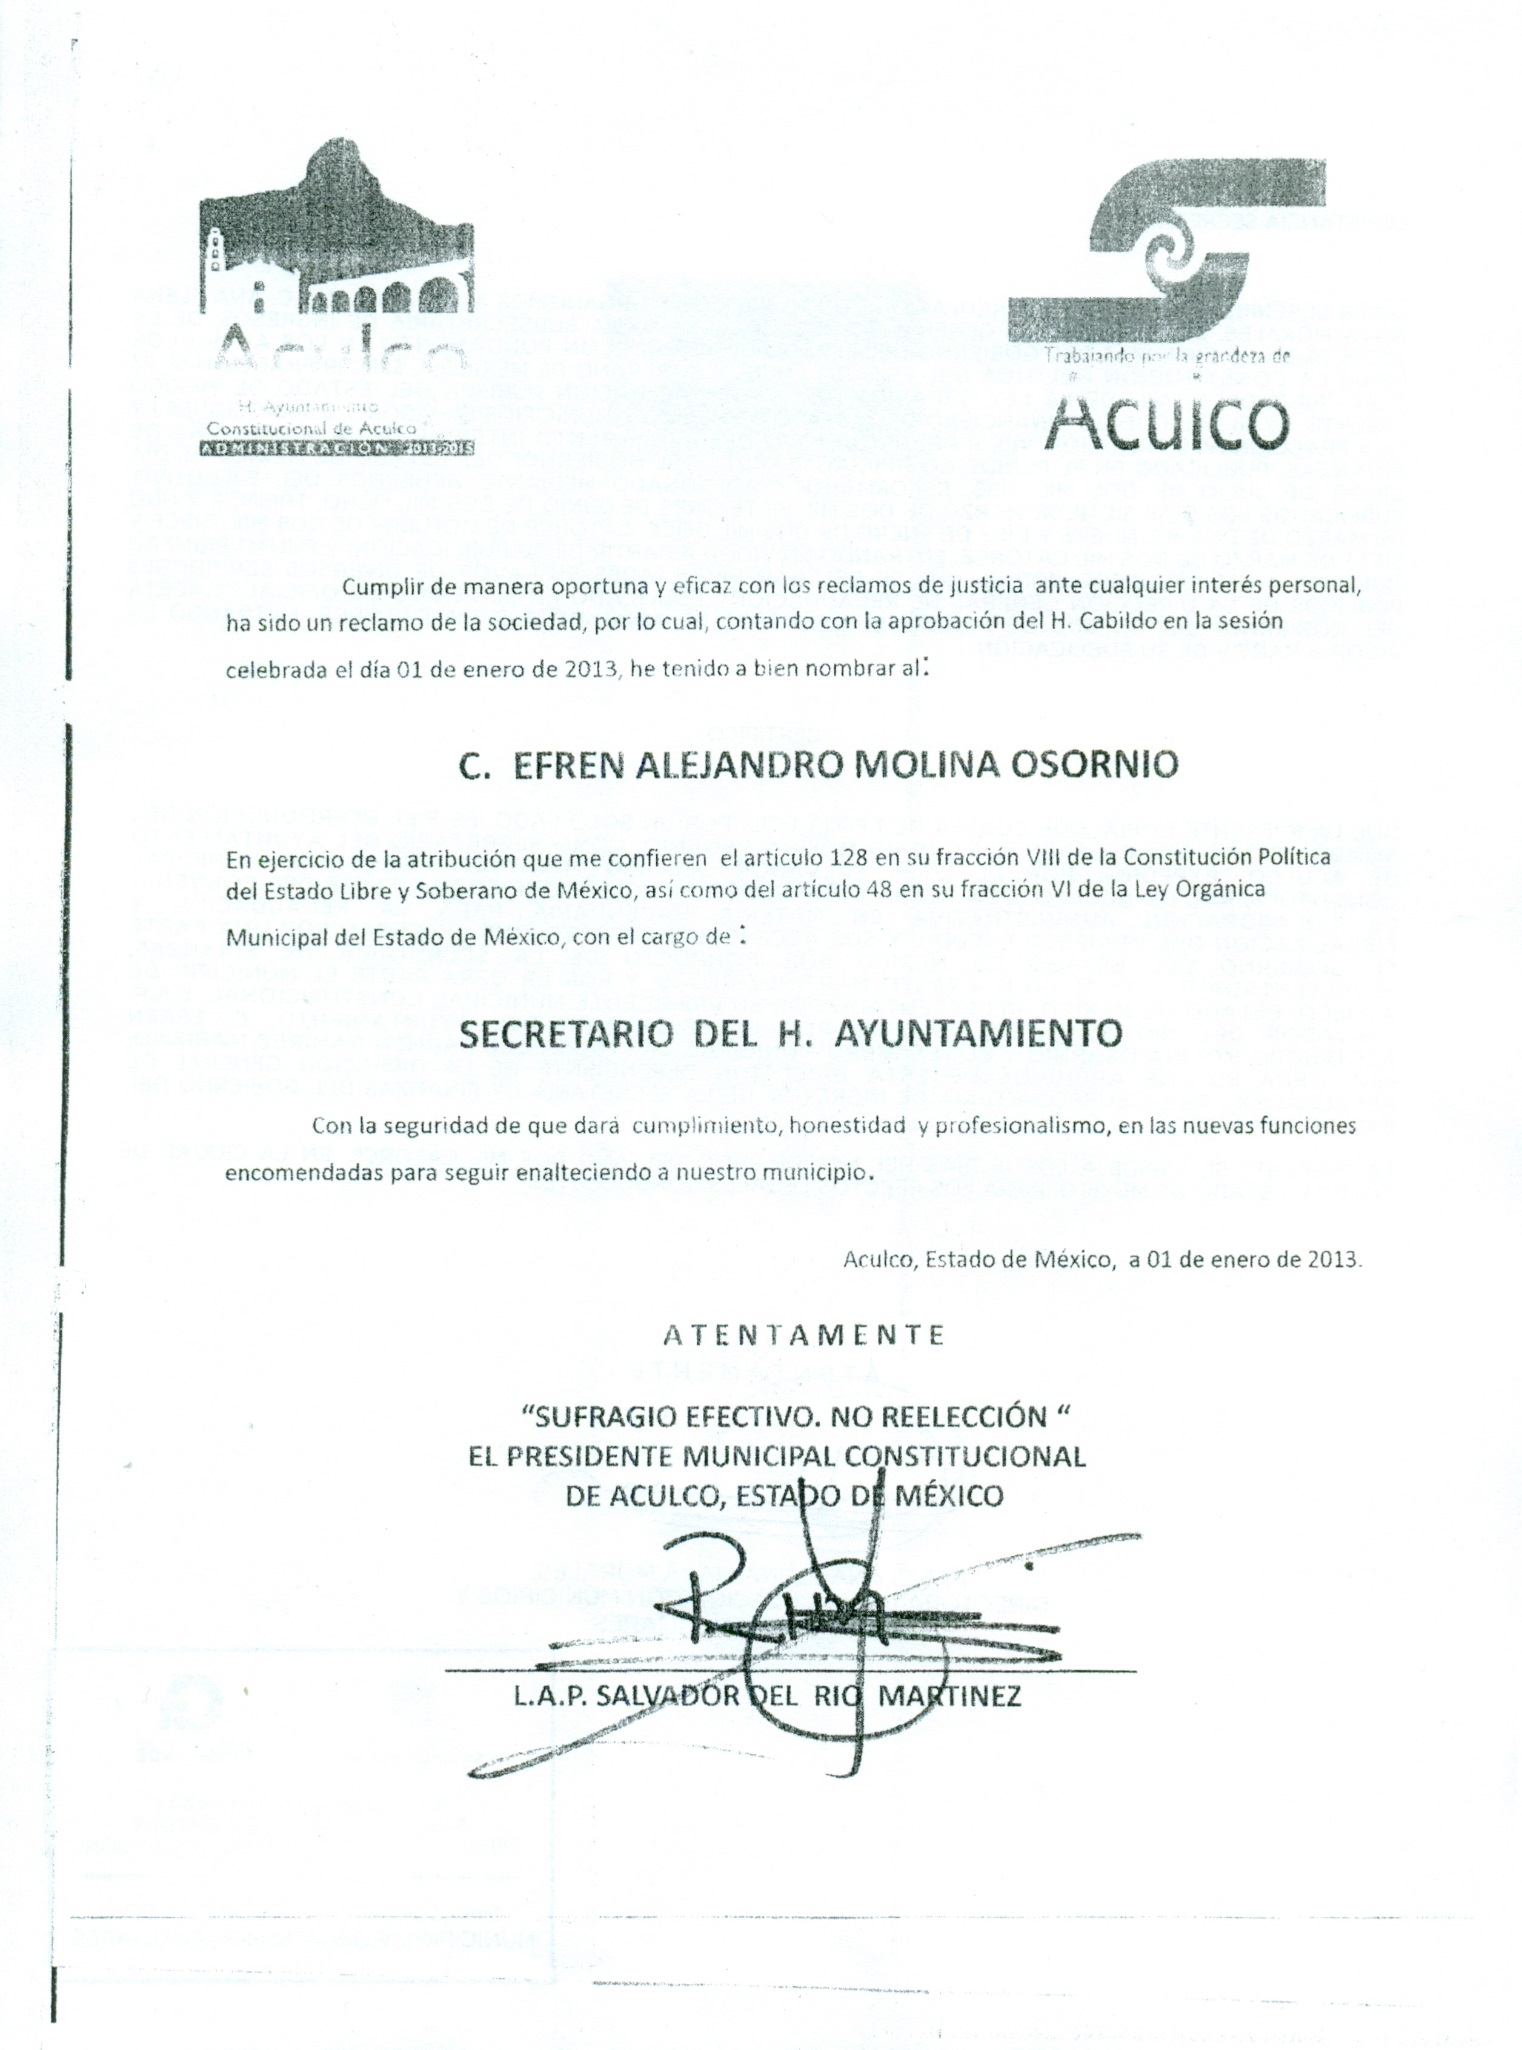 Aculco
H. Ayuntamiento
Constitucional de Aculco
ADMINISTRACIÓN 2013-2015
Trabajando por la grandeza de
Aculco
Cumplir de manera oportuna y eficaz con los reclamos de justicia ante cualquier interés personal,
ha sido un reclamo de la sociedad, por lo cual, contando con la aprobación del H. Cabildo en la sesión
celebrada el día 01 de enero de 2013, he tenido a bien nombrar al:
C. EFREN ALEJANDRO MOLINA OSORNIO
En ejercicio de la atribución que me confieren el artículo 128 en su fracción VIII de la Constitución Política
del Estado Libre y Soberano de México, así como del artículo 48 en su fracción VI de la Ley Orgánica
Municipal del Estado de México, con el cargo de :
SECRETARIO DEL H. AYUNTAMIENTO
Con la seguridad de que dará cumplimiento, honestidad y profesionalismo, en las nuevas funciones
encomendadas para seguir enalteciendo a nuestro municipio.
Aculco, Estado de México, a 01 de enero de 2013.
ATENTAMENTE
“SUFRAGIO EFECTIVO. NO REELECCIÓN “
EL PRESIDENTE MUNICIPAL CONSTITUCIONAL
DE ACULCO, ESTADO DE MÉXICO
L.A.P. SALVADOR DEL RIO MARTINEZ